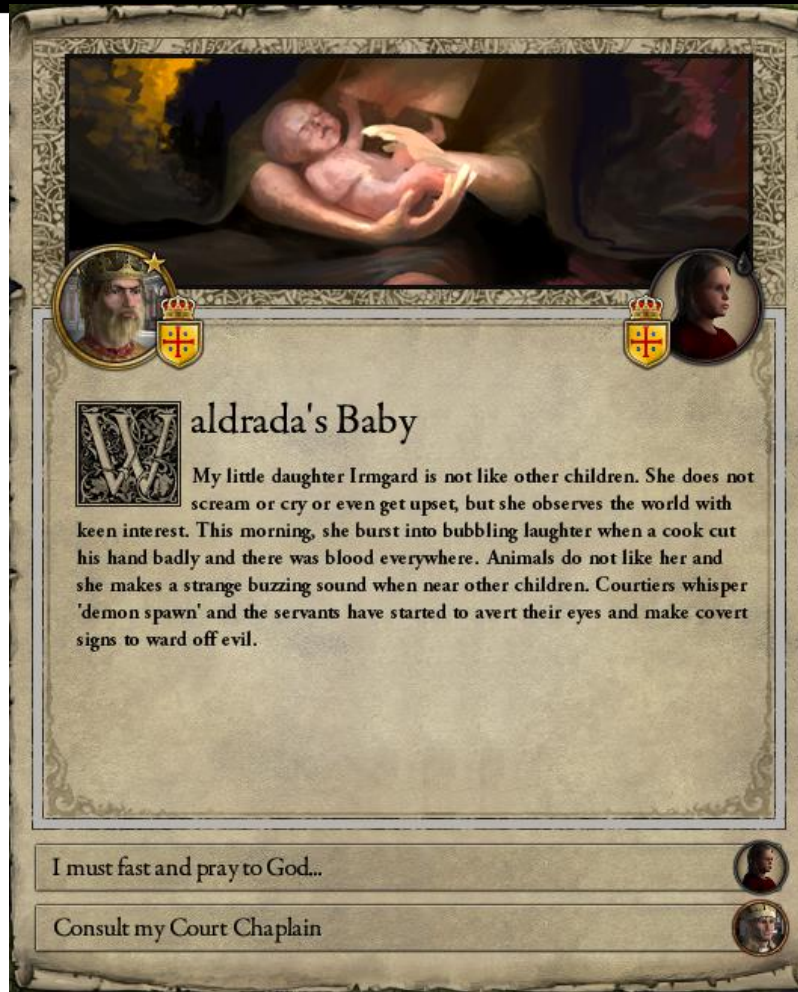 Waldrada's Baby
My little daughter Irmgard is not like other children. She does not
scream or cry or even get upset, but she observes the world with
keen interest. This morning, she burst into bubbling laughter when a cook cut
his hand badly and there was blood everywhere. Animals do not like her and
she makes a strange buzzing sound when near other children. Courtiers whisper
'demon spawn' and the servants have started to avert their eyes and make covert
signs to ward off evil.
I must fast and pray to God...
Consult my Court Chaplain